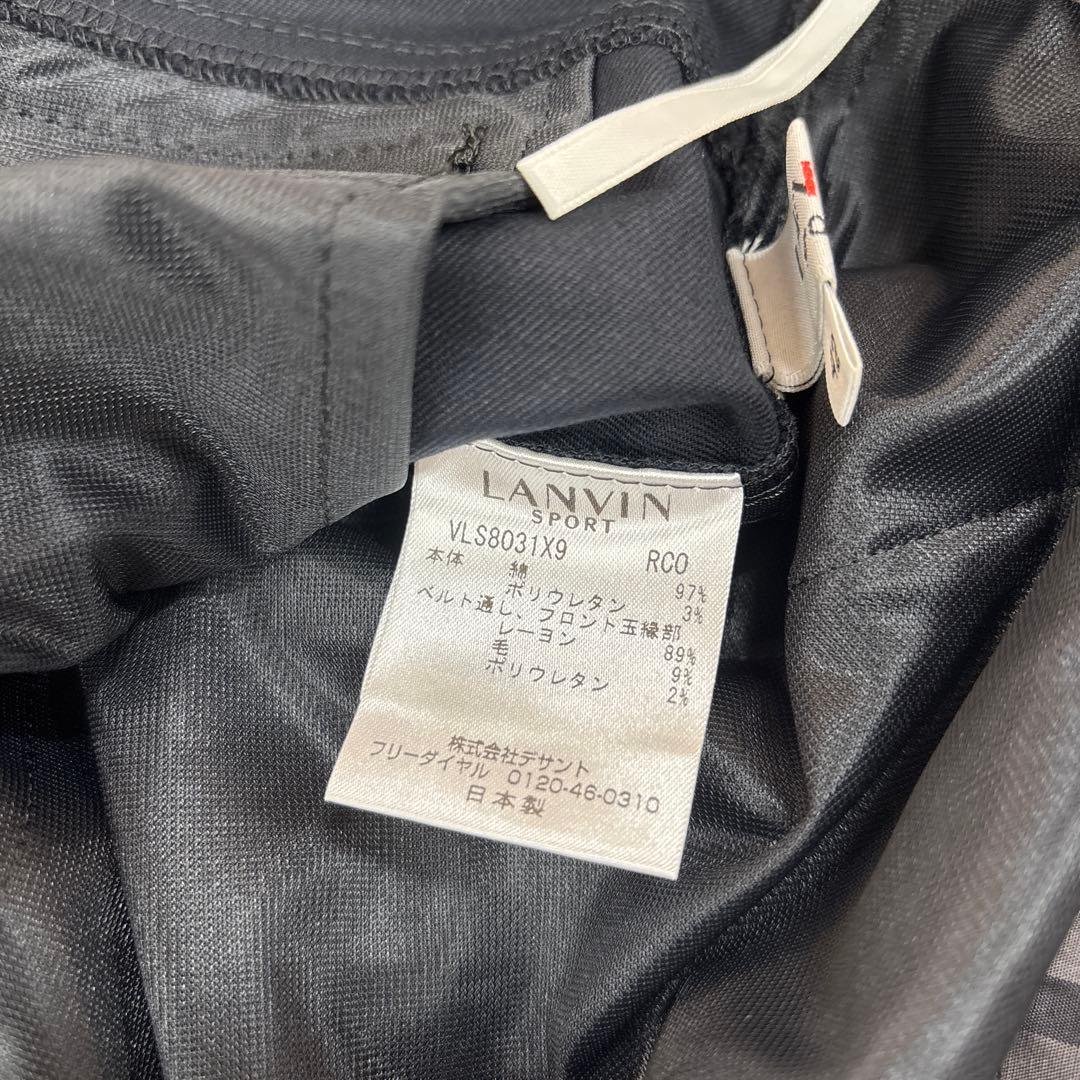 LANVIN
SPORT
VLS8031X9 RCO
本体 綿 97%
ポリウレタン 3%
ベルト通し、フロント玉縁部
レーヨン 89%
毛 9%
ポリウレタン 2%
株式会社デサント
フリーダイヤル 0120-46-0310
日本製